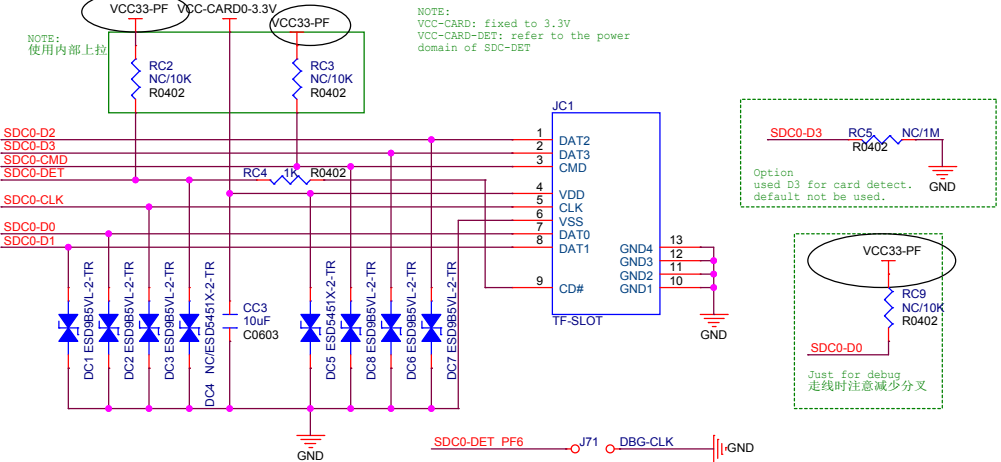 VCC33-PF
VCC-CARD0-3.3V
VCC33-PF
NOTE:
VCC-CARD: fixed to 3.3V
VCC-CARD-DET: refer to the power
domain of SDC-DET
NOTE:
使用内部上拉
RC2
NC/10K
R0402
RC3
NC/10K
R0402
JC1
SDC0-D2
SDC0-D3
SDC0-CMD
SDC0-DET
SDC0-CLK
SDC0-D0
SDC0-D1
RC4 1K R0402
1 DAT2
2 DAT3
3 CMD
4 VDD
5 CLK
6 VSS
7 DAT0
8 DAT1
9 CD#
GND4 13
GND3 12
GND2 11
GND1 10
TF-SLOT
GND
SDC0-D3 RC5 NC/1M
R0402
GND
Option
used D3 for card detect.
default not be used.
VCC33-PF
RC9
NC/10K
R0402
SDC0-D0
Just for debug
走线时注意减少分叉
DC1 ESD9B5VL-2-TR
DC2 ESD9B5VL-2-TR
DC3 ESD9B5VL-2-TR
DC4 NC/ESD5451X-2-TR
CC3
10uF
C0603
DC5 ESD5451X-2-TR
DC8 ESD9B5VL-2-TR
DC6 ESD9B5VL-2-TR
DC7 ESD9B5VL-2-TR
GND
SDC0-DET PF6 J71 DBG-CLK GND